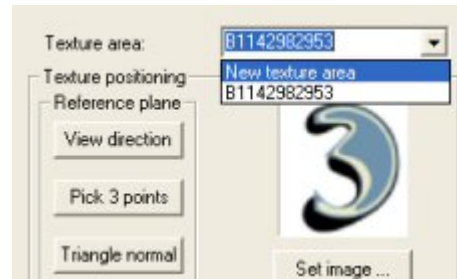 Texture area: B1142982953
New texture area
B1142982953
Texture positioning
Reference plane
View direction
Pick 3 points
Triangle normal
3
Set image ...